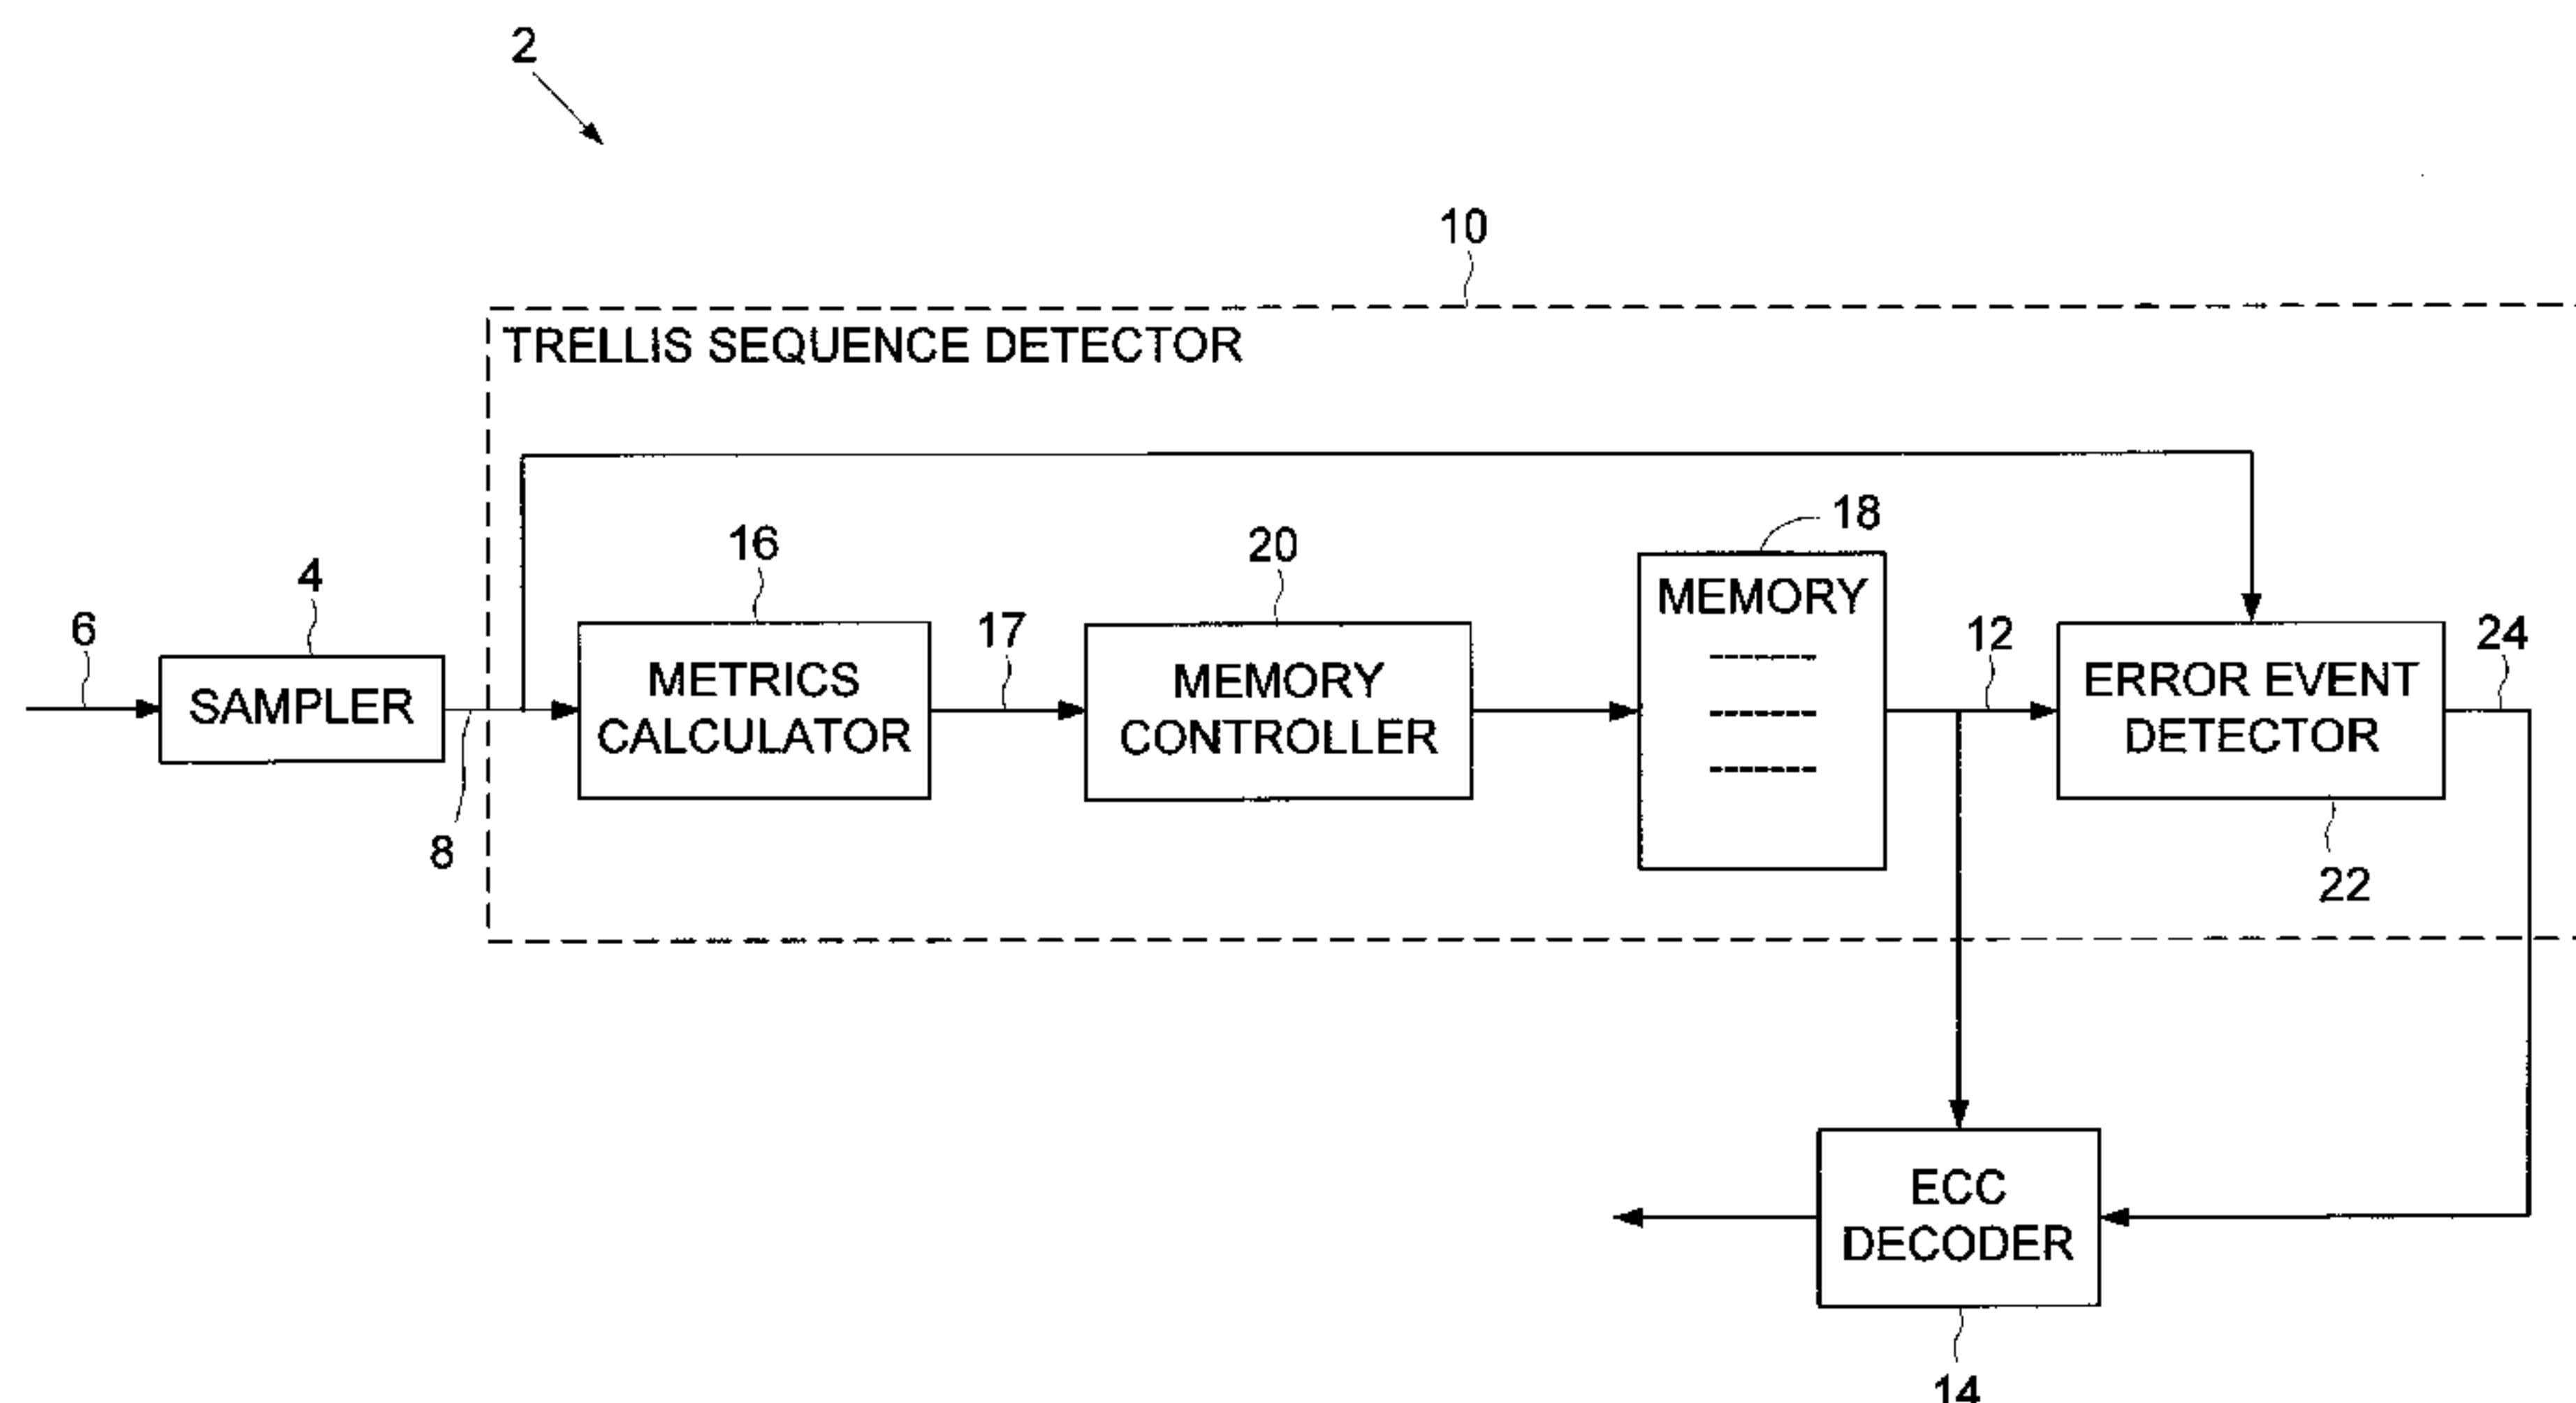 2
10
TRELLIS SEQUENCE DETECTOR
18
16
20
4
MEMORY
6
17
12
24
SAMPLER
METRICS
CALCULATOR
MEMORY
CONTROLLER
ERROR EVENT
DETECTOR
8
22
ECC
DECODER
14